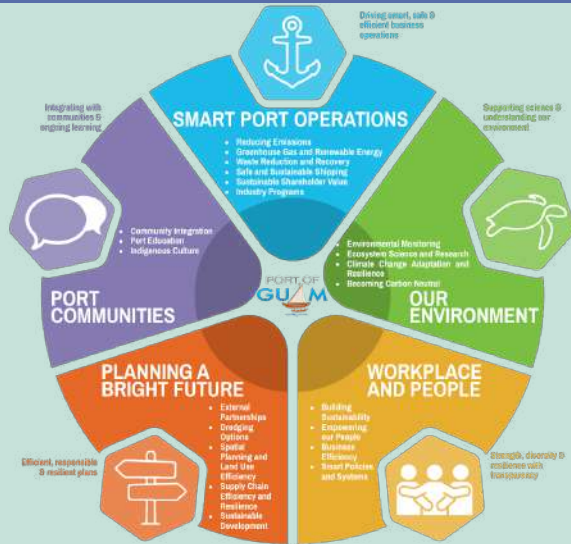 Driving smart, safe &
efficient business
operations
SMART PORT OPERATIONS
• Reducing Emissions
• Greenhouse Gas and Renewable Energy
• Waste Reduction and Recovery
• Safe and Sustainable Shipping
• Sustainable Shareholder Value
• Industry Programs
Integrating with
communities &
ongoing learning
• Community Integration
• Port Education
• Indigenous Culture
PORT
COMMUNITIES
Supporting science &
understanding our
environment
• Environmental Monitoring
• Ecosystem Science and Research
• Climate Change Adaptation and
Resilience
• Becoming Carbon Neutral
OUR
ENVIRONMENT
PORT OF
GUAM
PLANNING A
BRIGHT FUTURE
• External
Partnerships
• Dredging
Options
• Spatial
Planning and
Land Use
Efficiency
• Supply Chain
Efficiency and
Resilience
• Sustainable
Development
Efficient, responsible
& resilient plans
WORKPLACE
AND PEOPLE
• Building
Sustainability
• Empowering
our People
• Business
Efficiency
• Smart Policies
and Systems
Strength, diversity &
resilience with
transparency